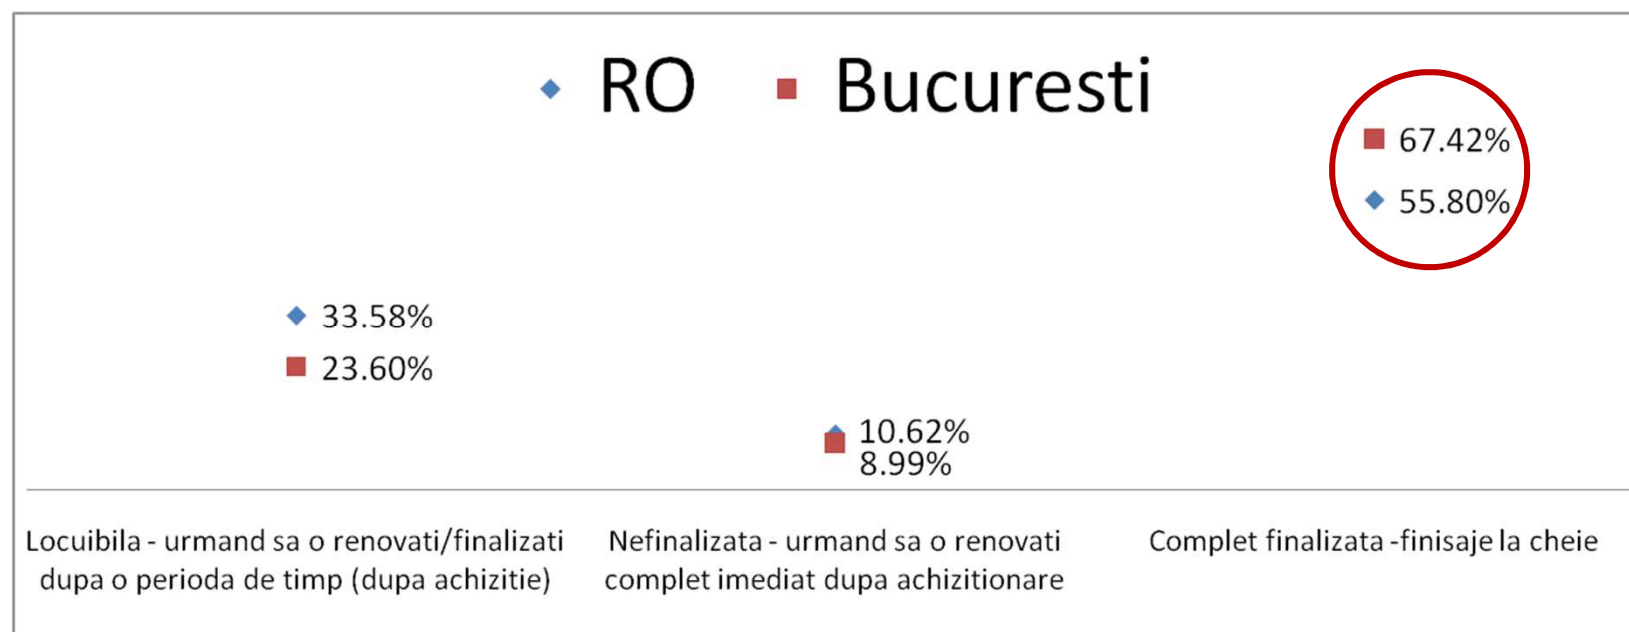 RO Bucuresti
67.42%
55.80%
33.58%
23.60%
10.62%
8.99%
Locuibila - urmand sa o renovati/finalizati
dupa o perioda de timp (dupa achizitie)
Nefinalizata - urmand sa o renovati
complet imediat dupa achizitionare
Complet finalizata -finisaje la cheie